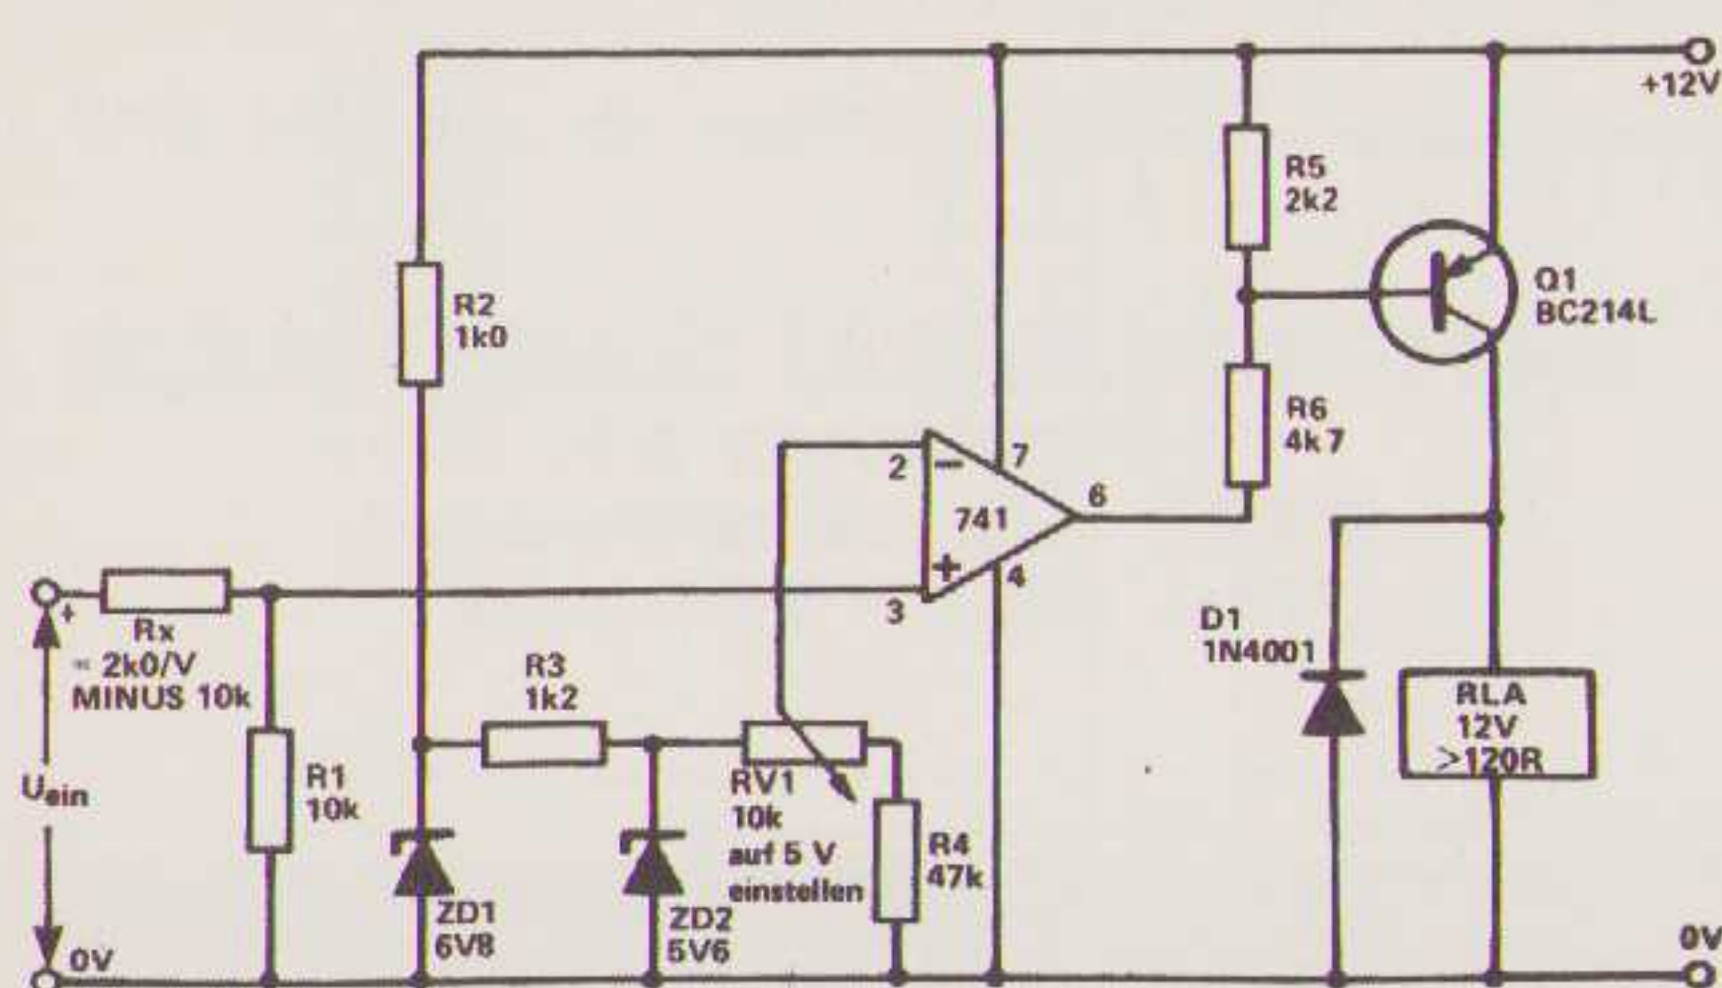 +12V
R5
2k2
Q1
BC214L
R2
1k0
R6
4k7
2
−
7
741
6
+
4
3
+
Rx
= 2k0/V
MINUS 10k
R3
1k2
D1
1N4001
RLA
12V
>120R
Uein
R1
10k
RV1
10k
auf 5 V
einstellen
R4
47k
ZD1
6V8
ZD2
5V6
0V
0V